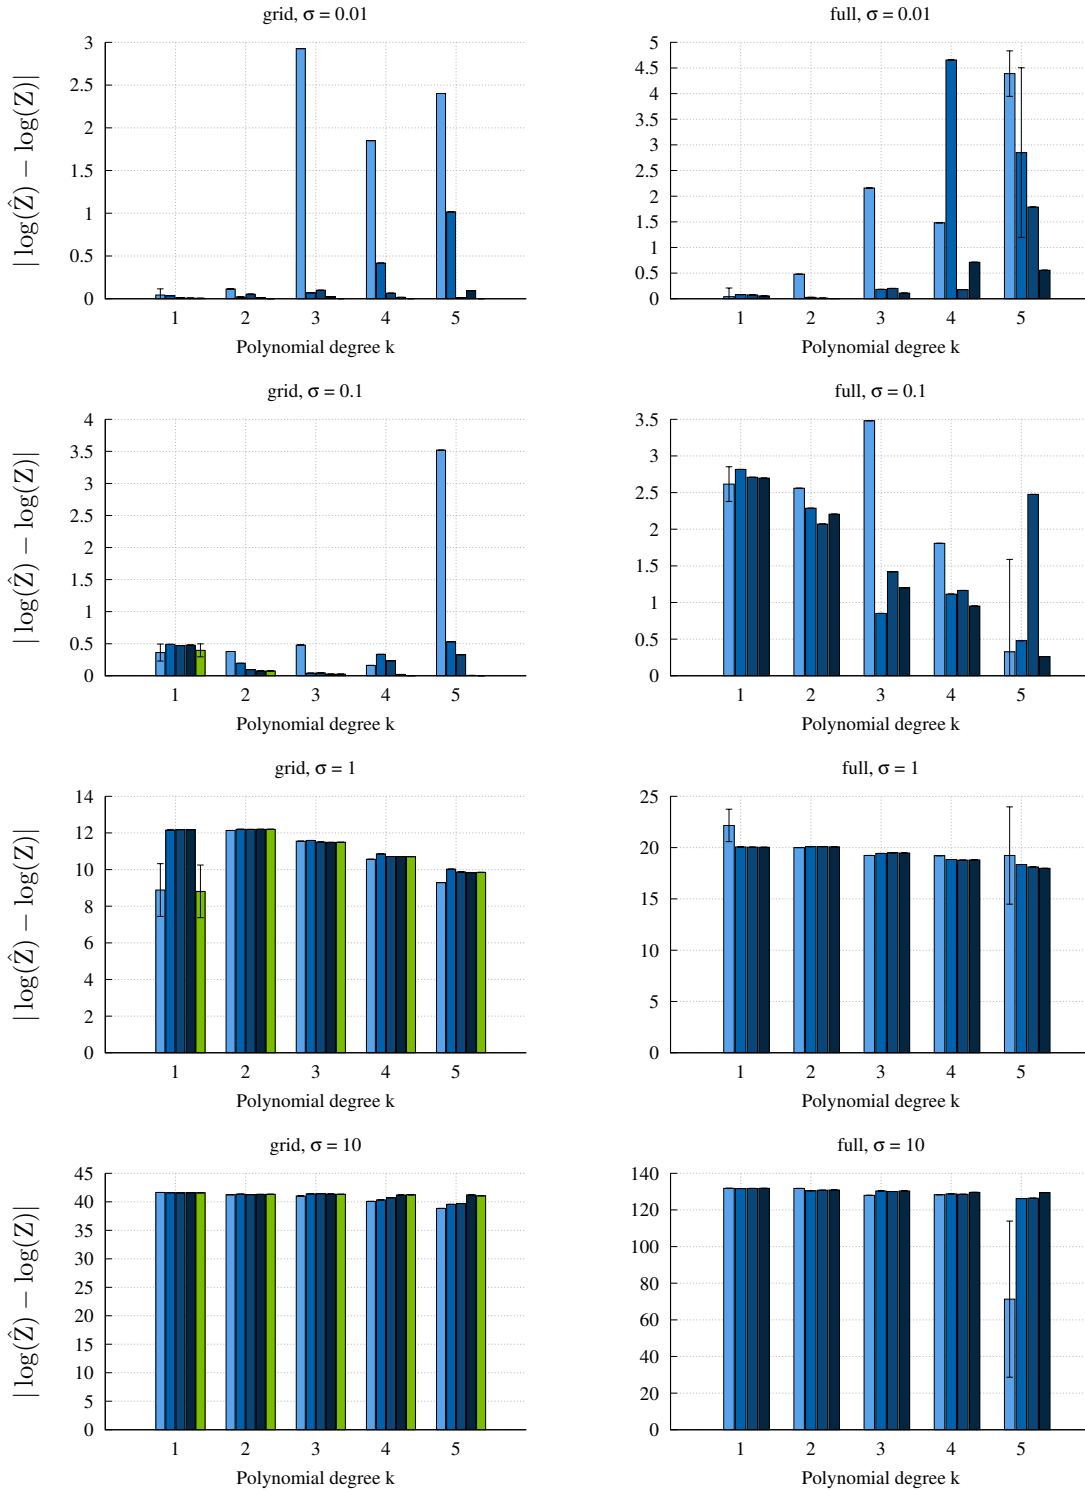 grid, σ = 0.01
| log(Ẑ) − log(Z)|
3
2.5
2
1.5
1
0.5
0
1 2 3 4 5
Polynomial degree k
full, σ = 0.01
5
4.5
4
3.5
3
2.5
2
1.5
1
0.5
0
1 2 3 4 5
Polynomial degree k
grid, σ = 0.1
| log(Ẑ) − log(Z)|
4
3.5
3
2.5
2
1.5
1
0.5
0
1 2 3 4 5
Polynomial degree k
full, σ = 0.1
3.5
3
2.5
2
1.5
1
0.5
0
1 2 3 4 5
Polynomial degree k
grid, σ = 1
| log(Ẑ) − log(Z)|
14
12
10
8
6
4
2
0
1 2 3 4 5
Polynomial degree k
full, σ = 1
25
20
15
10
5
0
1 2 3 4 5
Polynomial degree k
grid, σ = 10
| log(Ẑ) − log(Z)|
45
40
35
30
25
20
15
10
5
0
1 2 3 4 5
Polynomial degree k
full, σ = 10
140
120
100
80
60
40
20
0
1 2 3 4 5
Polynomial degree k